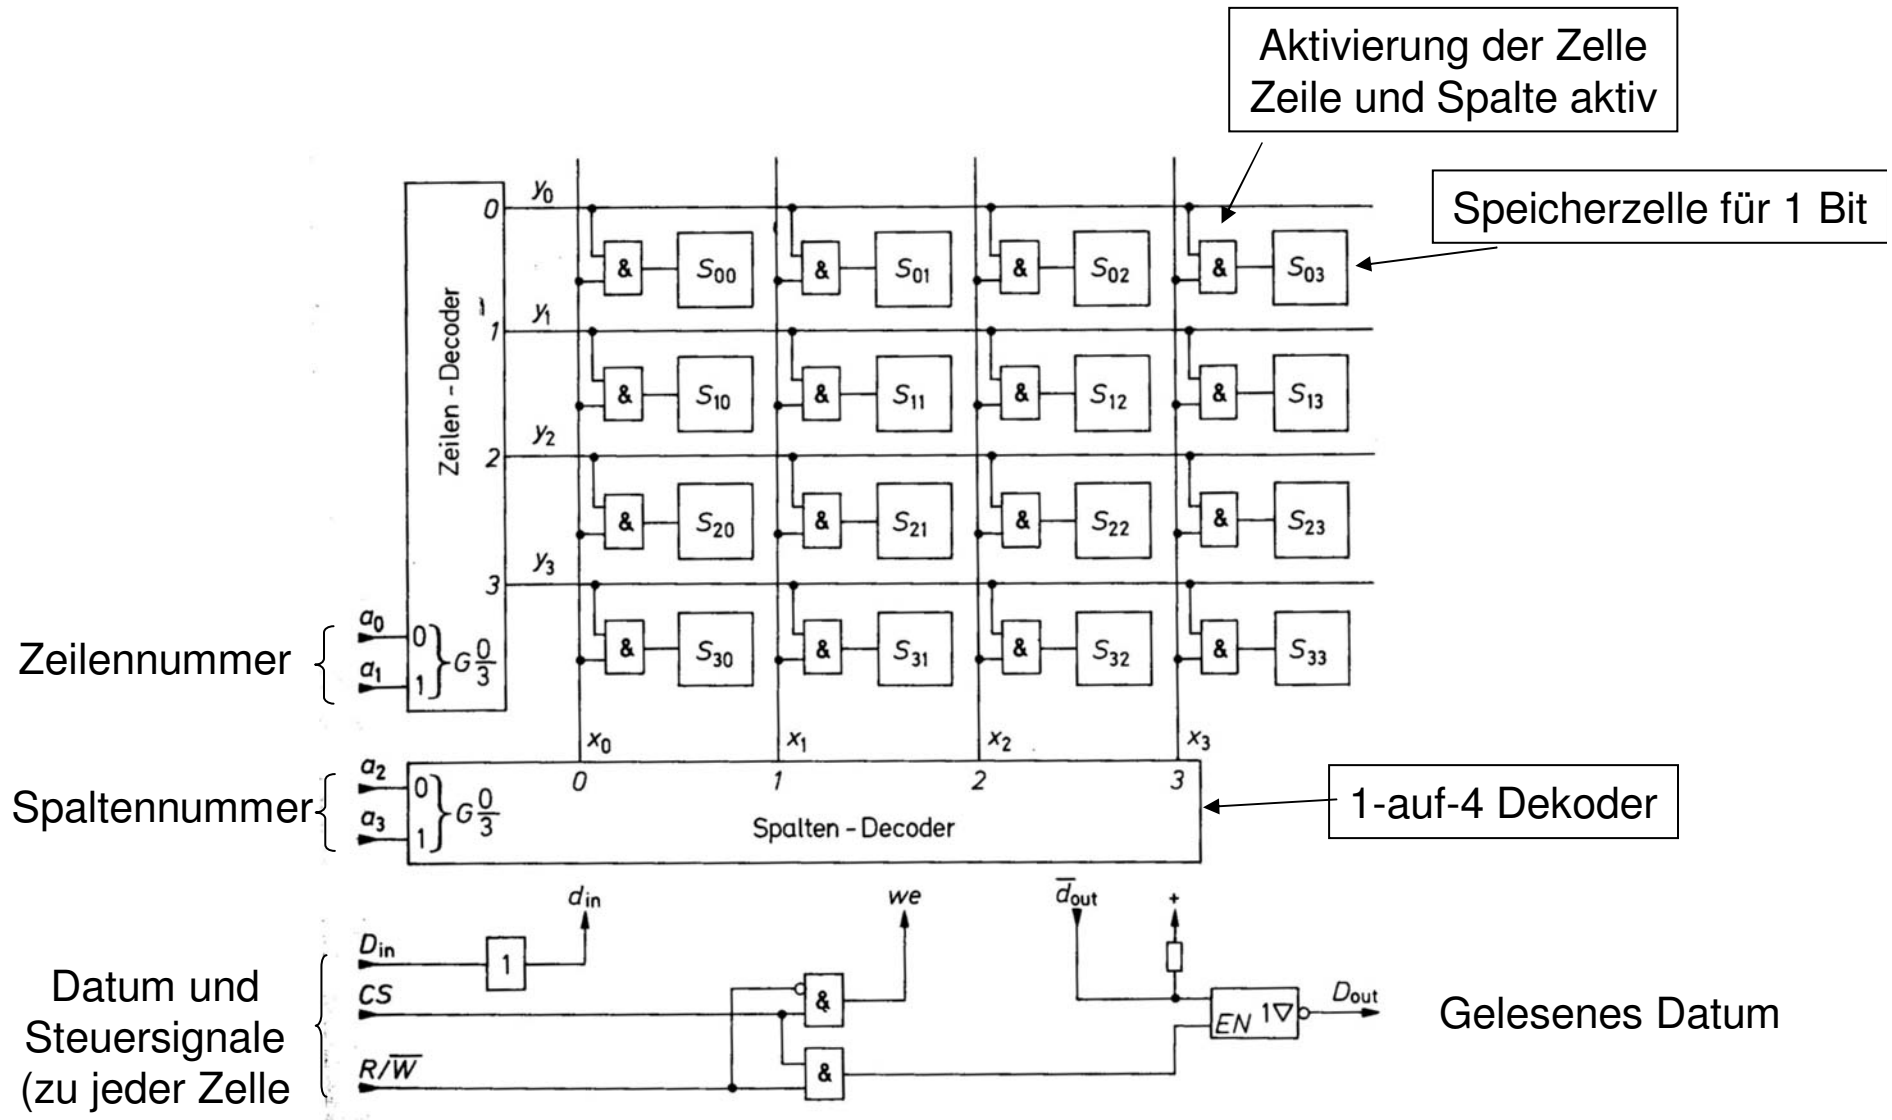 Aktivierung der Zelle
Zeile und Spalte aktiv
Speicherzelle für 1 Bit
Zeilen - Decoder
0 y0
& S00 & S01 & S02 & S03
1 y1
& S10 & S11 & S12 & S13
2 y2
& S20 & S21 & S22 & S23
3 y3
& S30 & S31 & S32 & S33
Zeilennummer
a0 0
a1 1
G 0/3
x0 x1 x2 x3
0 1 2 3
Spaltennummer
a2 0
a3 1
G 0/3
Spalten - Decoder
1-auf-4 Dekoder
din we d̅out +
Din 1
CS &
R/W̅ &
EN 1▽ Dout
Datum und
Steuersignale
(zu jeder Zelle
Gelesenes Datum